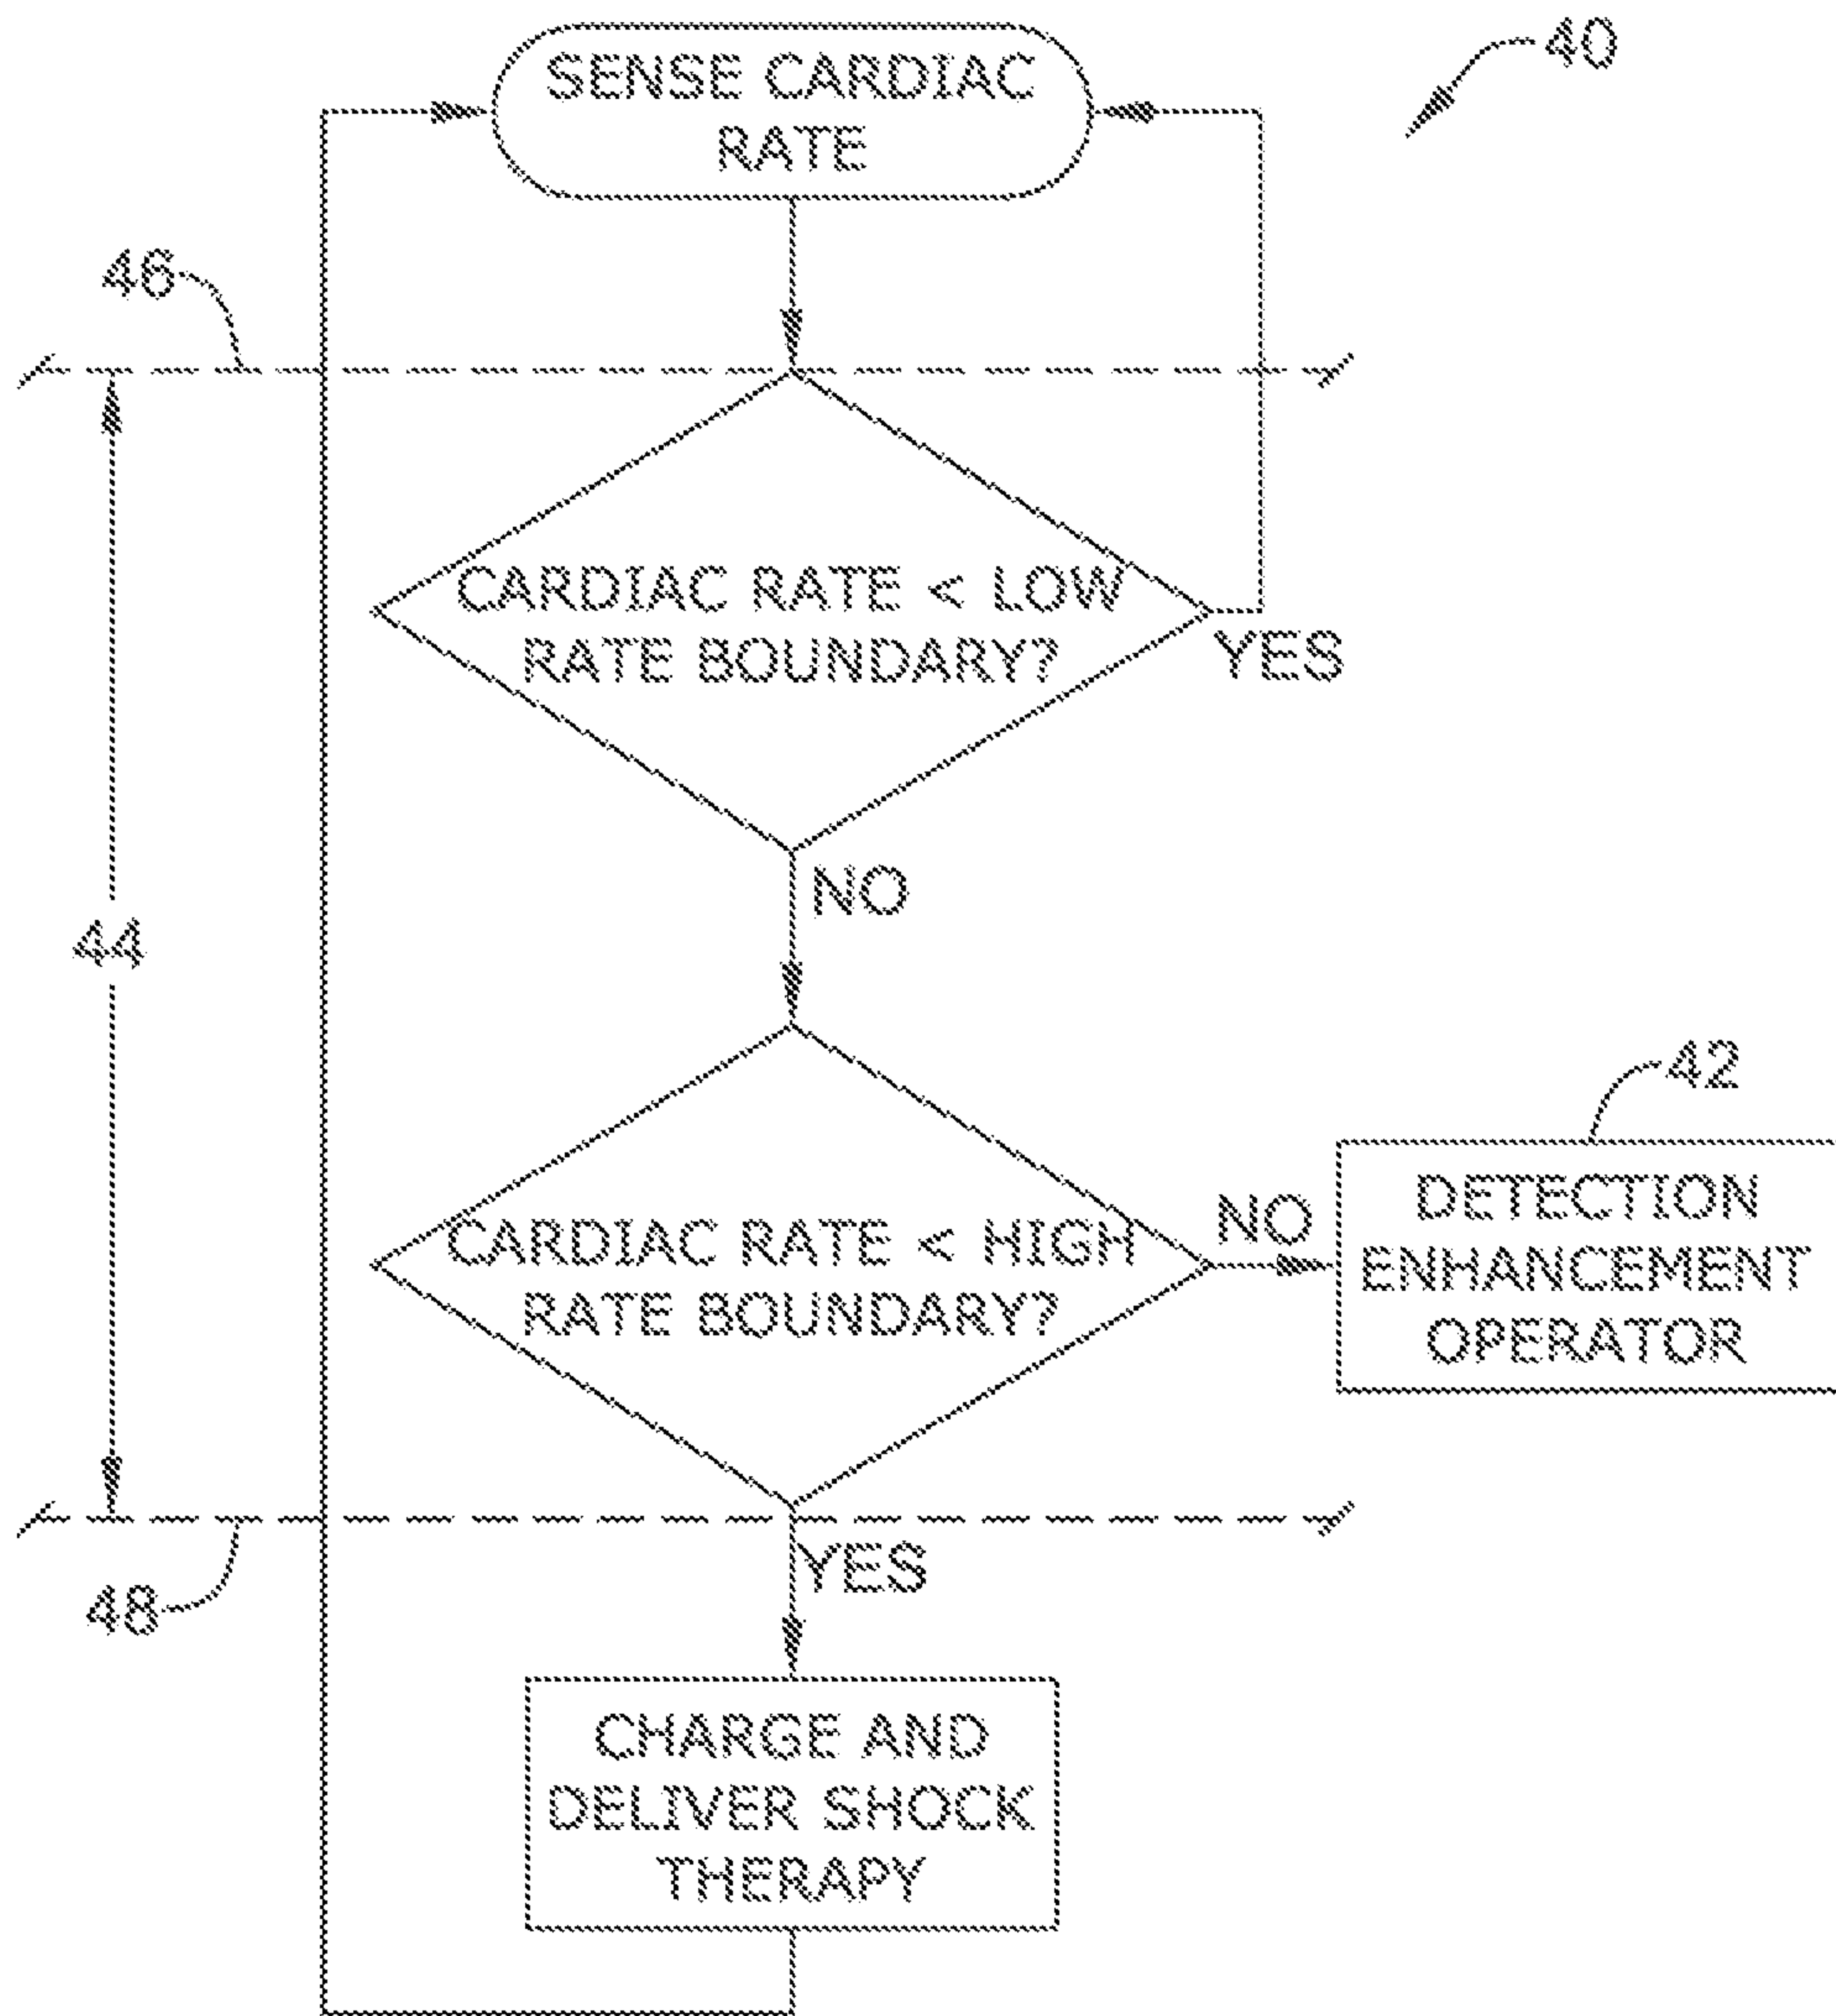 40
SENSE CARDIAC
RATE
46
CARDIAC RATE < LOW
RATE BOUNDARY?
YES
NO
44
42
CARDIAC RATE < HIGH
RATE BOUNDARY?
NO
DETECTION
ENHANCEMENT
OPERATOR
48
YES
CHARGE AND
DELIVER SHOCK
THERAPY